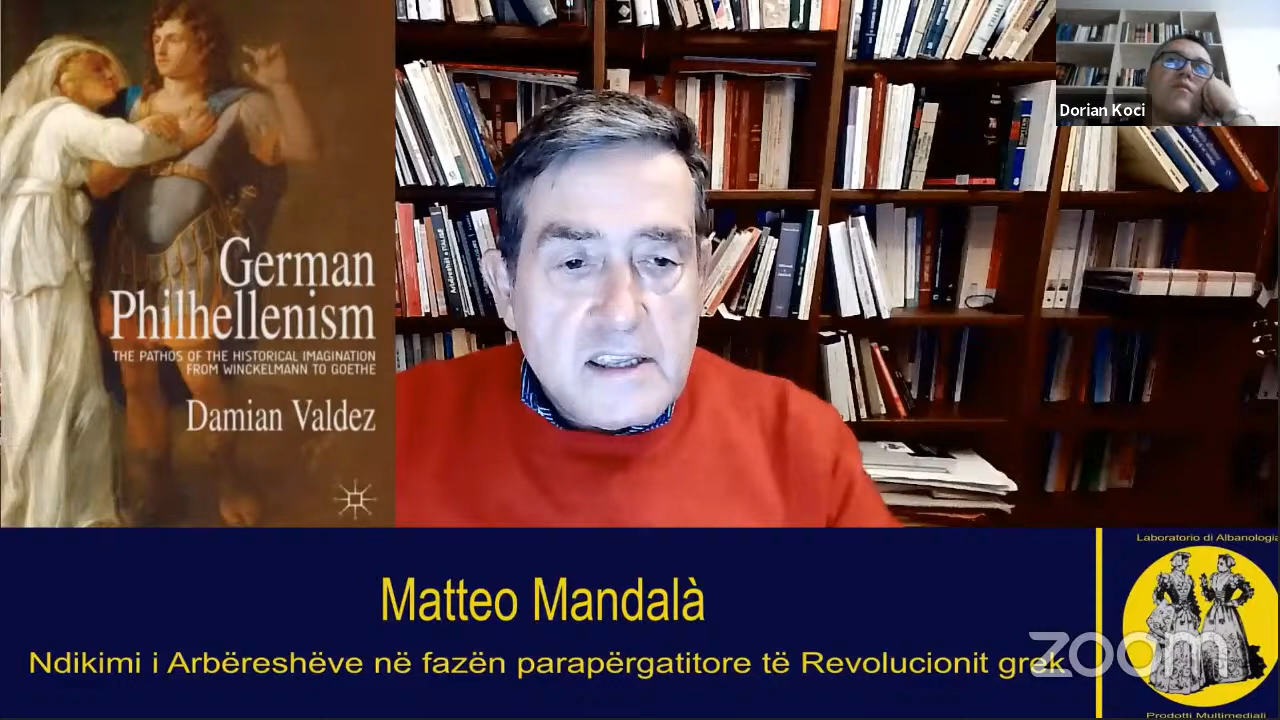 German
Philhellenism
THE PATHOS OF THE HISTORICAL IMAGINATION
FROM WINCKELMANN TO GOETHE
Damian Valdez
Dorian Koci
Matteo Mandalà
Ndikimi i Arbëreshëve në fazën parapërgatitore të Revolucionit grek
Laboratorio di Albanologia
zoom
Prodotti Multimediali